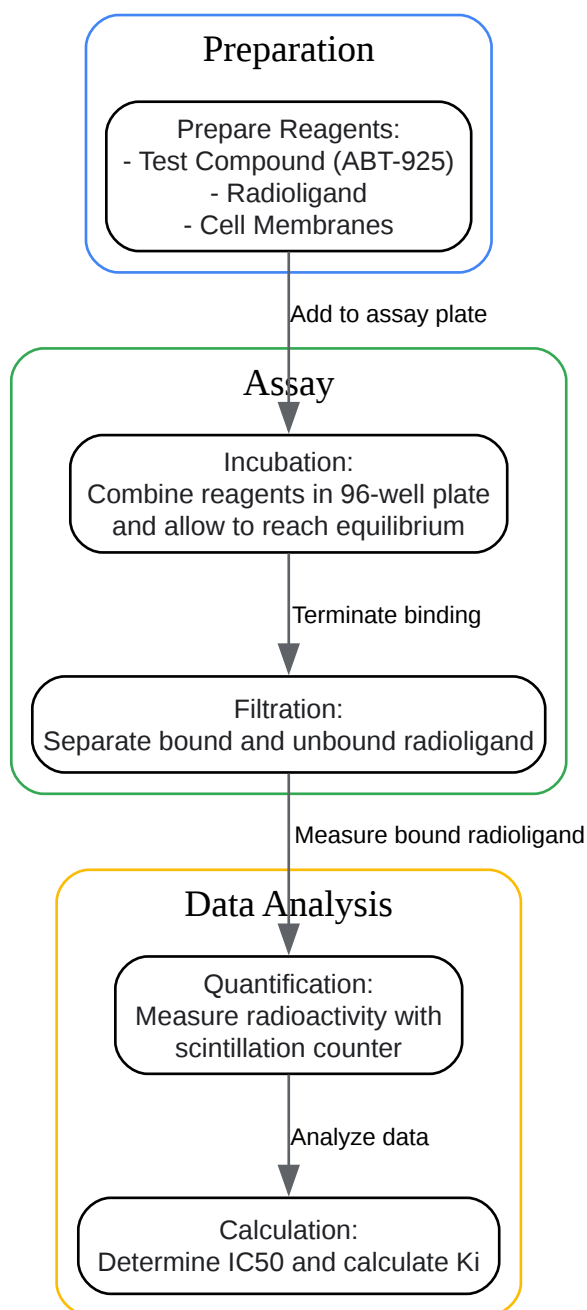 Preparation
Prepare Reagents:
- Test Compound (ABT-925)
- Radioligand
- Cell Membranes
Add to assay plate
Assay
Incubation:
Combine reagents in 96-well plate
and allow to reach equilibrium
Terminate binding
Filtration:
Separate bound and unbound radioligand
Measure bound radioligand
Data Analysis
Quantification:
Measure radioactivity with
scintillation counter
Analyze data
Calculation:
Determine IC50 and calculate Ki